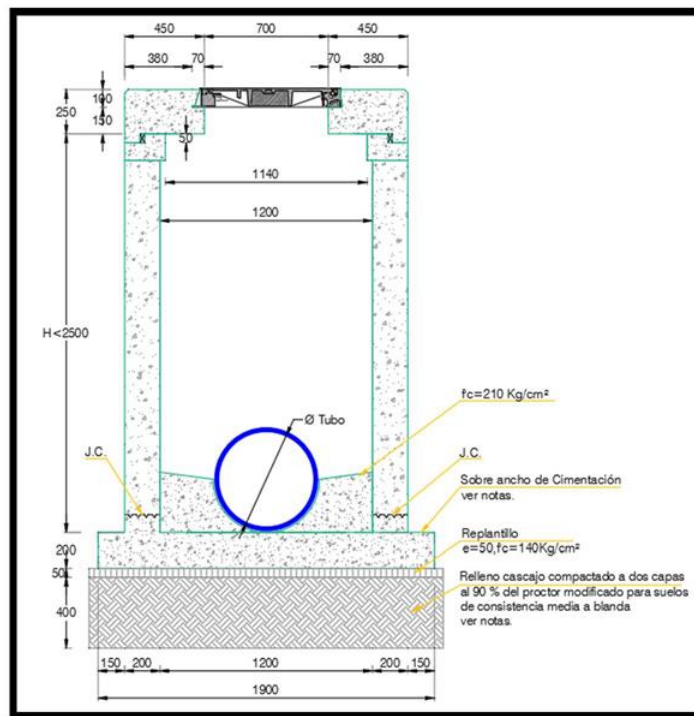 450 700 450
380 70 70 380
100
250
150
50
1140
1200
H<2500
f'c=210 Kg/cm²
Ø Tubo
J.C. J.C.
Sobre ancho de Cimentación
ver notas.
Replantillo
e=50,f'c=140Kg/cm²
200
50
Relleno cascajo compactado a dos capas
al 90 % del proctor modificado para suelos
de consistencia media a blanda
ver notas.
400
150 200 1200 200 150
1900